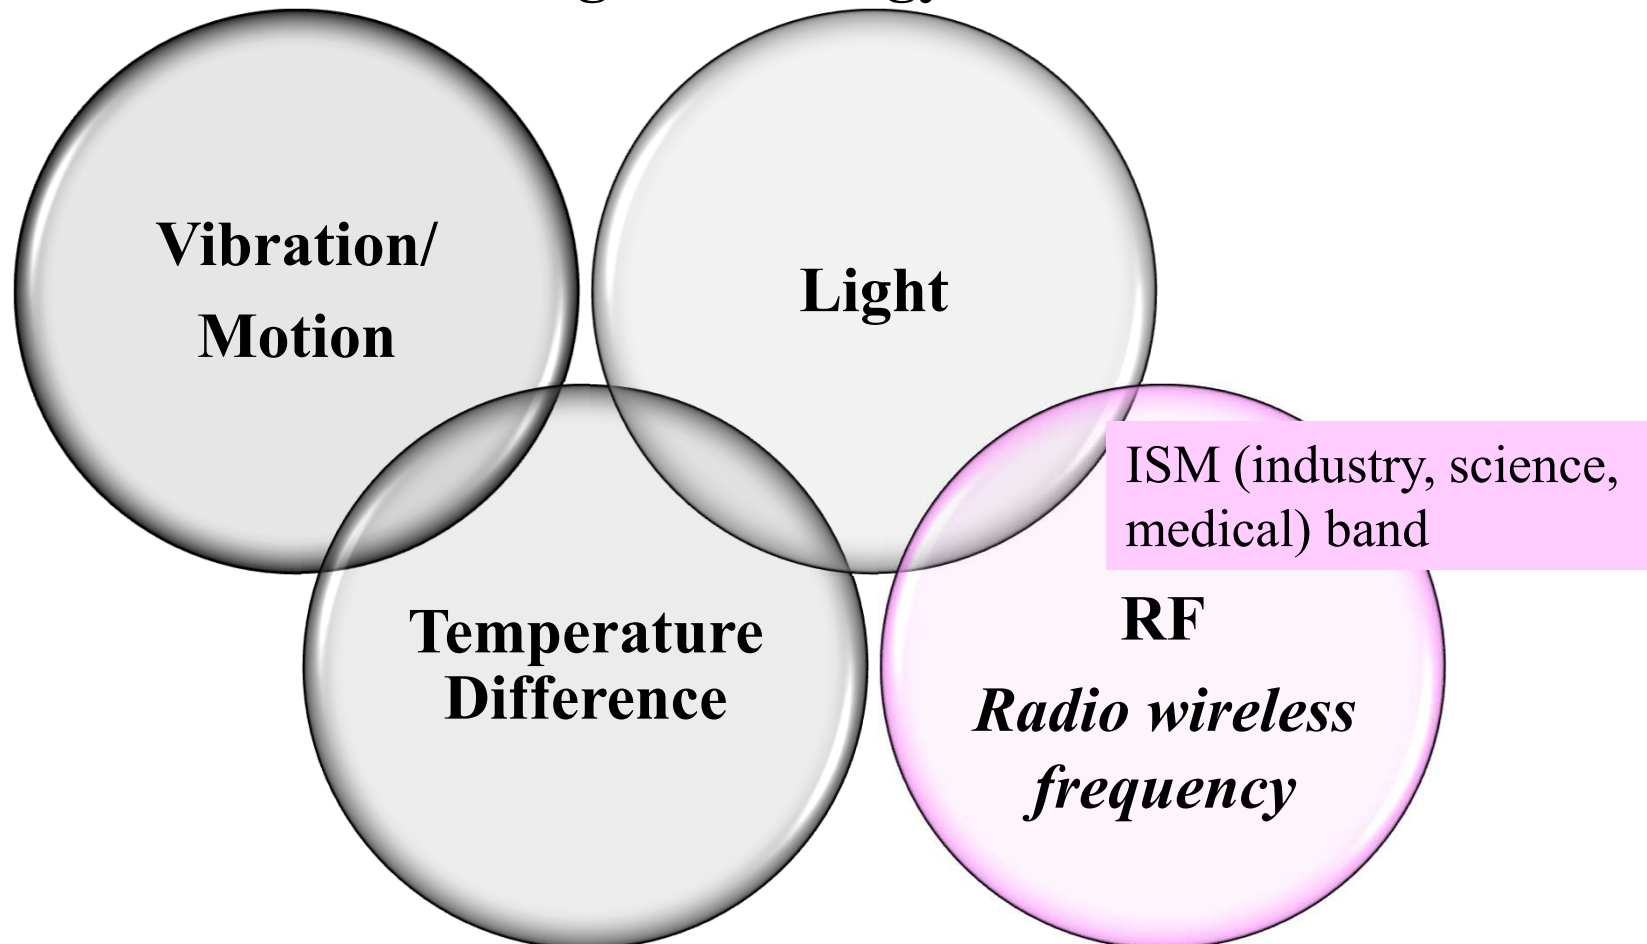 Vibration/
Motion
Light
ISM (industry, science,
medical) band
Temperature
Difference
RF
Radio wireless
frequency